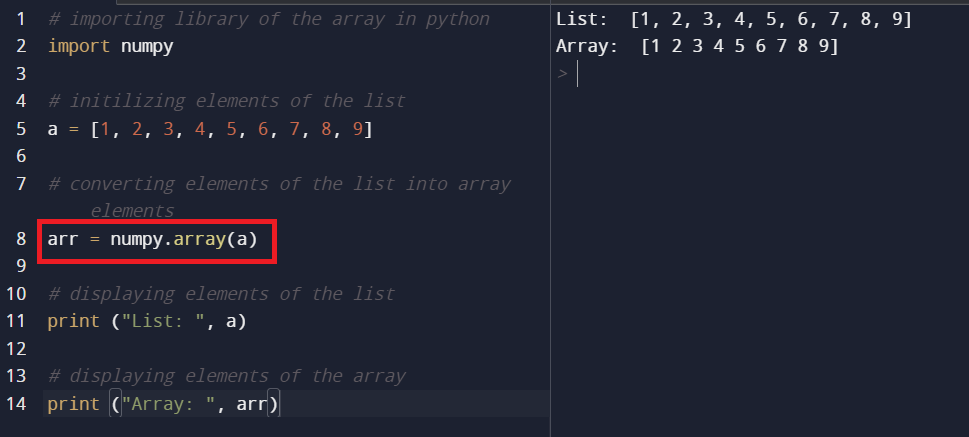 1 # importing library of the array in python
2 import numpy
3
4 # initilizing elements of the list
5 a = [1, 2, 3, 4, 5, 6, 7, 8, 9]
6
7 # converting elements of the list into array
elements
8 arr = numpy.array(a)
9
10 # displaying elements of the list
11 print ("List: ", a)
12
13 # displaying elements of the array
14 print ("Array: ", arr)
List:  [1, 2, 3, 4, 5, 6, 7, 8, 9]
Array:  [1 2 3 4 5 6 7 8 9]
>